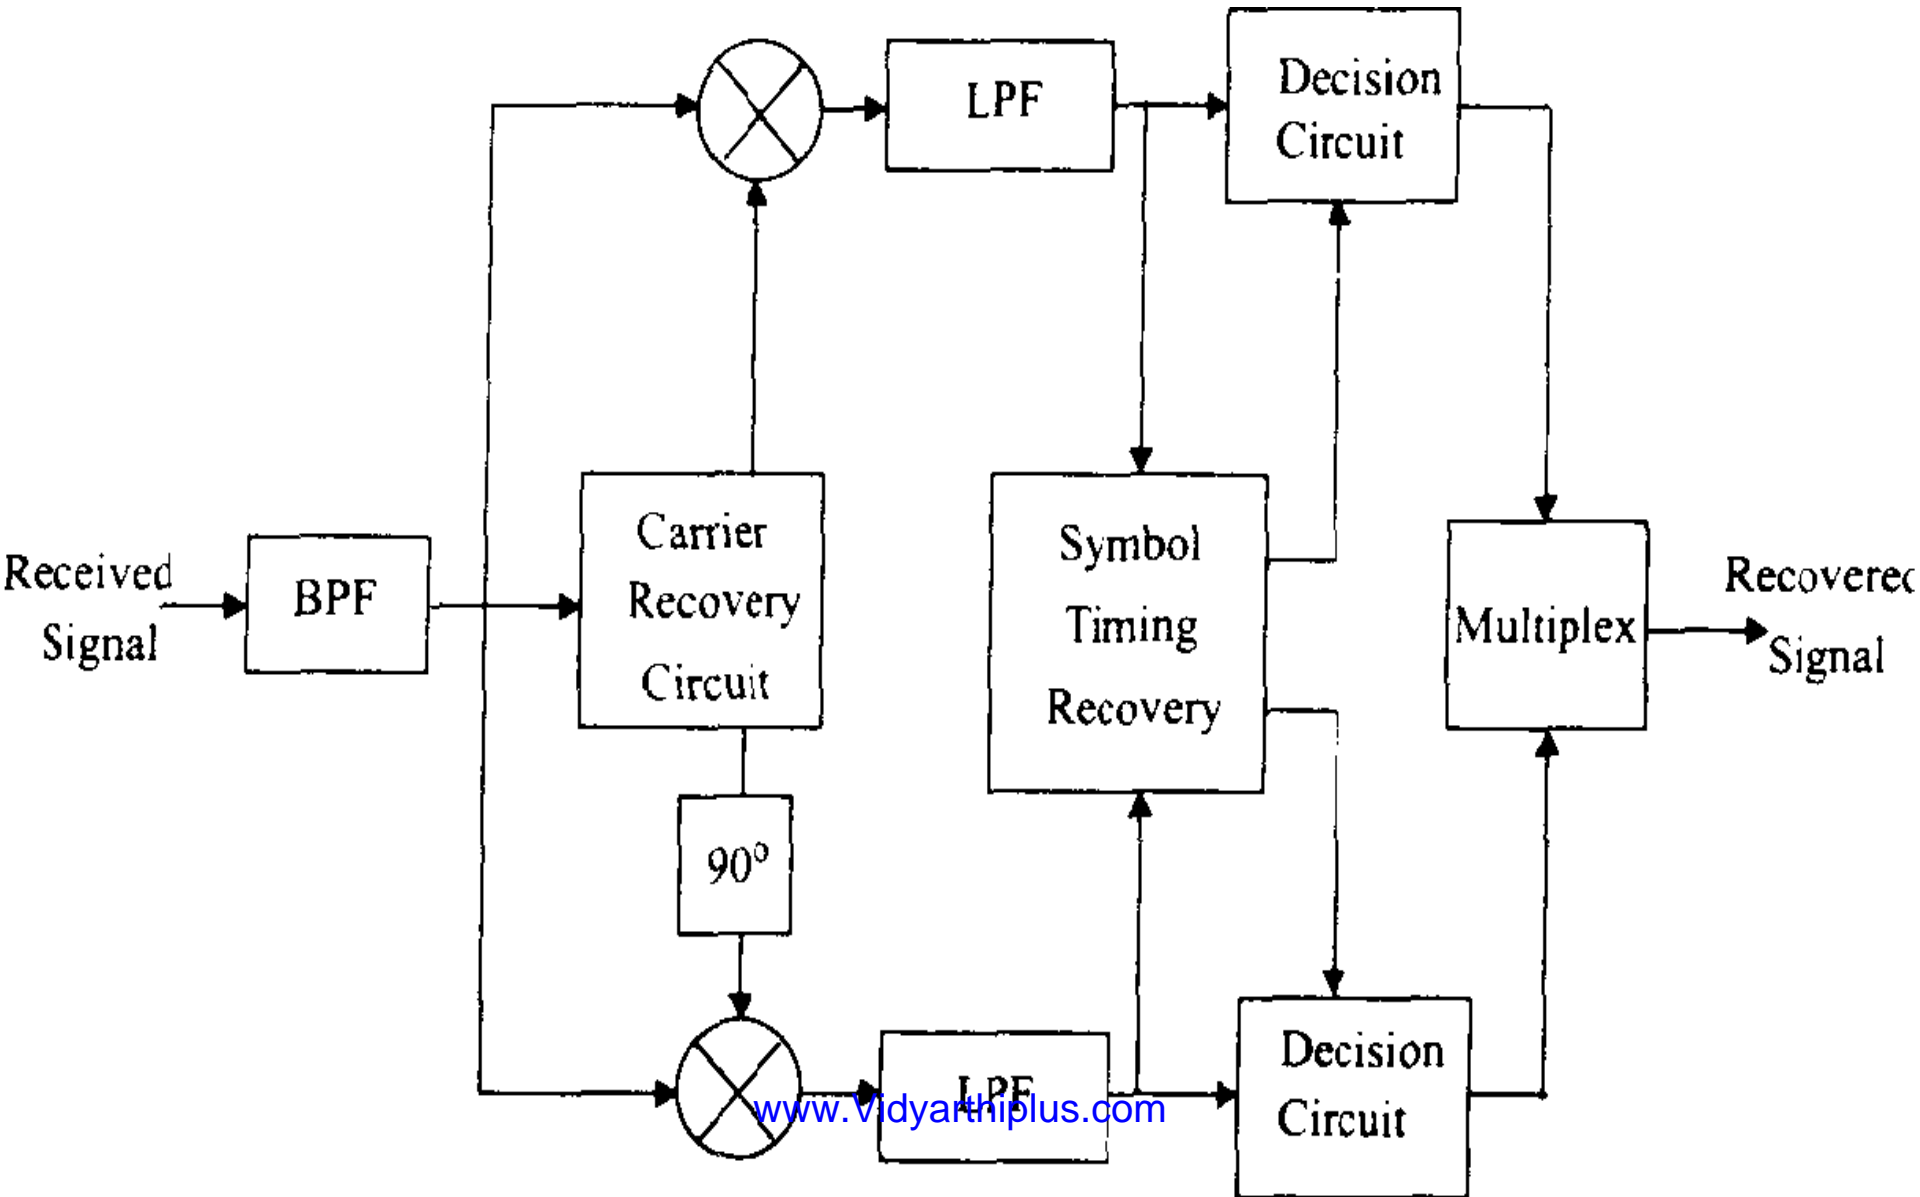 LPF
Decision
Circuit
Received
Signal
BPF
Carrier
Recovery
Circuit
Symbol
Timing
Recovery
Multiplex
Recovered
Signal
90°
LPF
www.Vidyarthiplus.com
Decision
Circuit